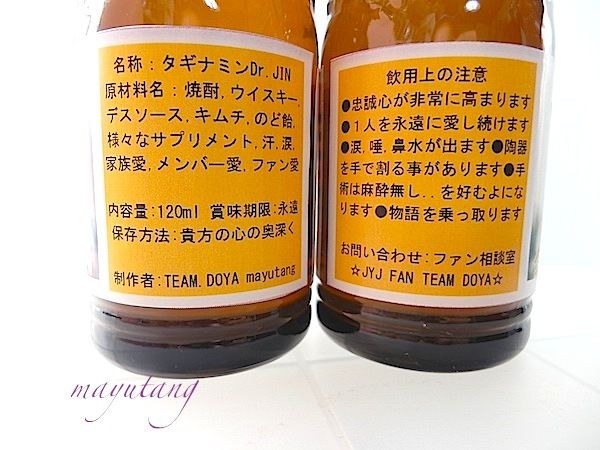 名称:タギナミンDr.JIN
原材料名:焼酎,ウイスキー,
デスソース,キムチ,のど飴,
様々なサプリメント,汗,涙,
家族愛,メンバー愛,ファン愛
内容量:120ml 賞味期限:永遠
保存方法:貴方の心の奥深く
制作者:TEAM.DOYA mayutang
飲用上の注意
●忠誠心が非常に高まります
●1人を永遠に愛し続けます
●涙,唾,鼻水が出ます●陶器
を手で割る事があります●手
術は麻酔無し..を好むよにな
ります●物語を乗っ取ります
お問い合わせ:ファン相談室
☆JYJ FAN TEAM DOYA☆
mayutang